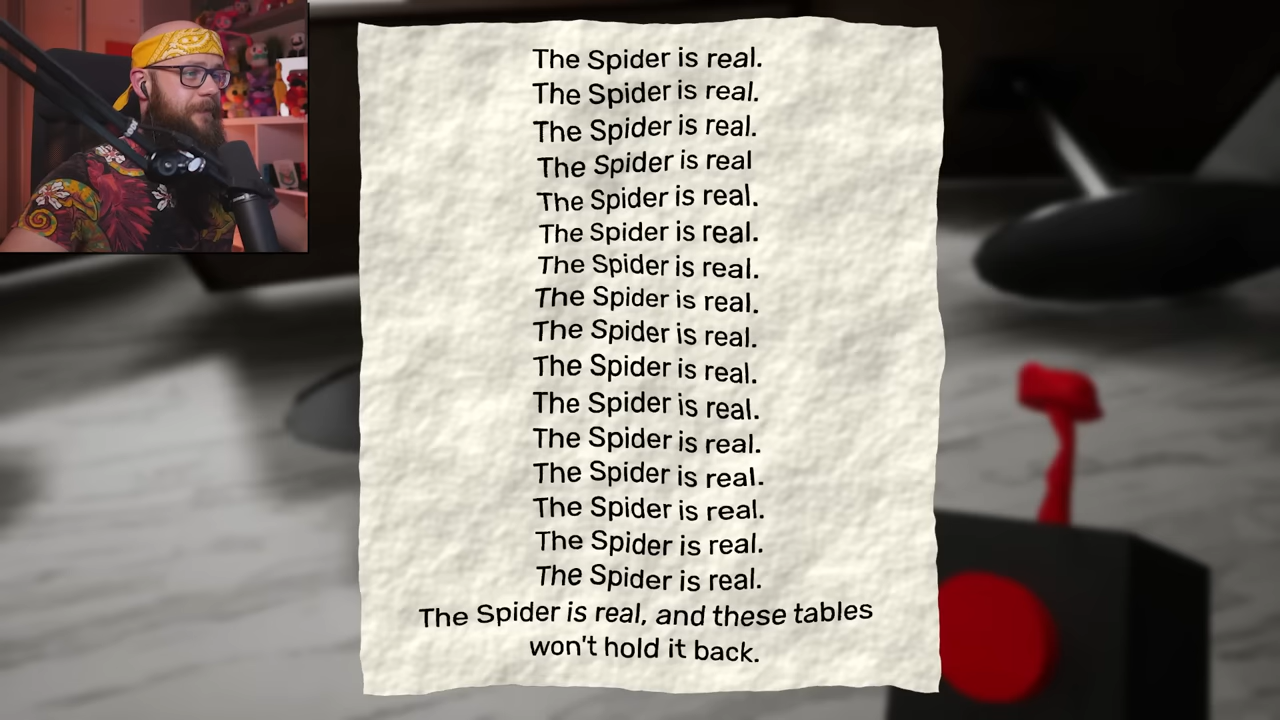 The Spider is real.
The Spider is real.
The Spider is real.
The Spider is real
The Spider is real.
The Spider is real.
The Spider is real.
The Spider is real.
The Spider is real.
The Spider is real.
The Spider is real.
The Spider is real.
The Spider is real.
The Spider is real.
The Spider is real.
The Spider is real.
The Spider is real, and these tables
won't hold it back.